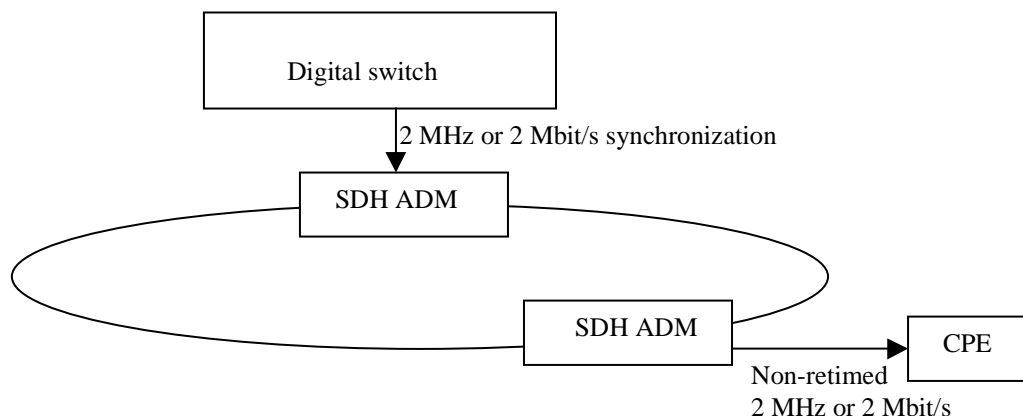 Digital switch
2 MHz or 2 Mbit/s synchronization
SDH ADM
SDH ADM
CPE
Non-retimed
2 MHz or 2 Mbit/s